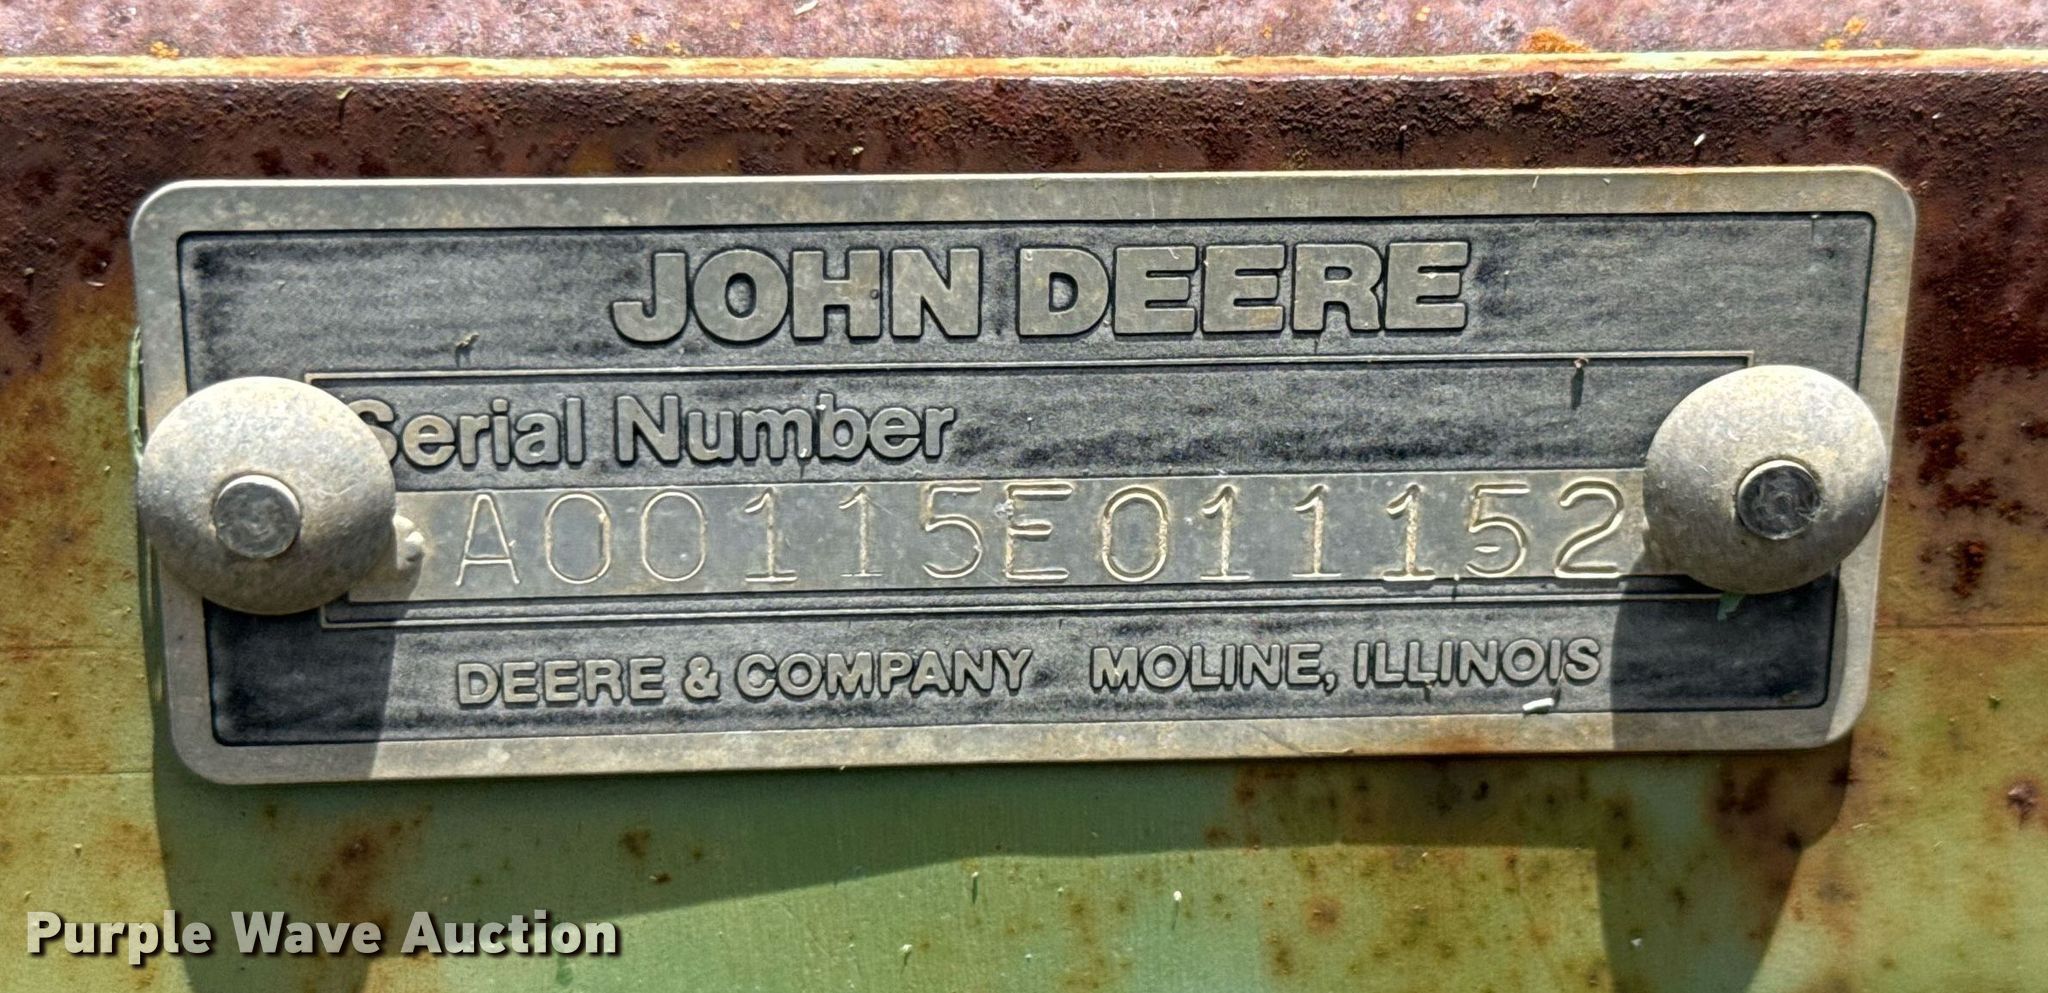 JOHN DEERE
Serial Number
A00115E011152
DEERE & COMPANY MOLINE, ILLINOIS
Purple Wave Auction